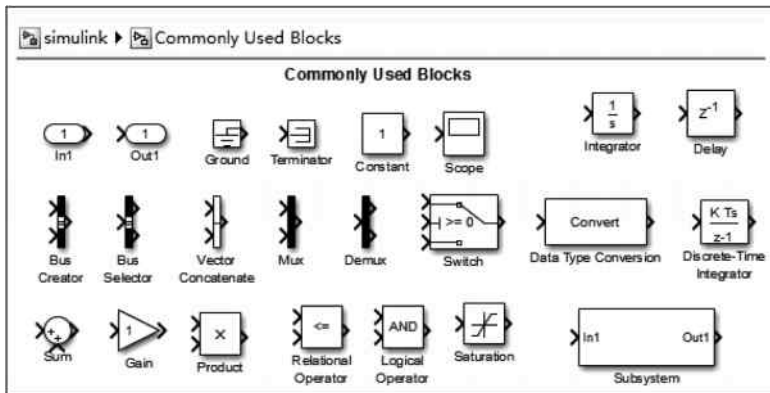 simulink ▶ Commonly Used Blocks
Commonly Used Blocks
1 1 1 1/s z-1
In1 Out1 Ground Terminator Constant Scope Integrator Delay
>= 0 Convert K Ts
z-1
Bus Bus Vector Mux Demux Switch Data Type Conversion Discrete-Time
Creator Selector Concatenate Integrator
++ 1 × <= AND In1 Out1
Sum Gain Product Relational Logical Saturation Subsystem
Operator Operator